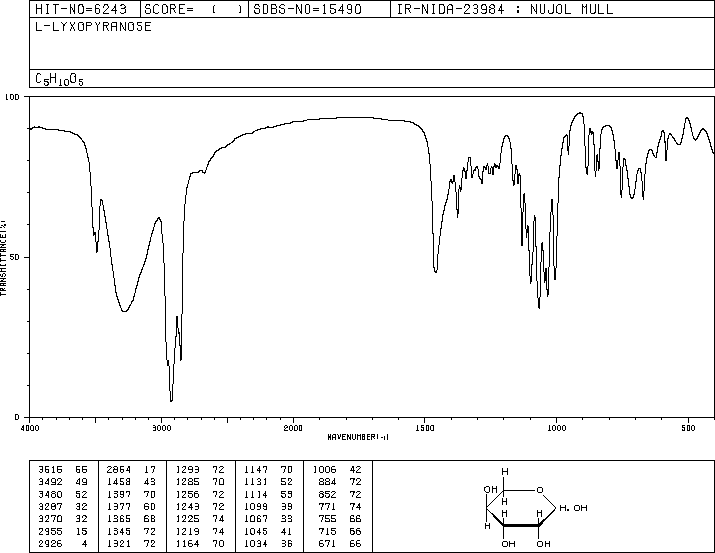 HIT-NO=6243 SCORE= ( ) SDBS-NO=15490 IR-NIDA-23984 : NUJOL MULL
L-LYXOPYRANOSE
C5H10O5
100
50
0
TRANSMITTANCE(%)
4000 3000 2000 1500 1000 500
WAVENUMBER(-1)
3515 55 2854 17 1293 72 1147 70 1006 42
3492 49 1458 43 1285 70 1131 52 884 72
3480 52 1397 70 1256 72 1114 55 852 72
3287 32 1377 60 1243 72 1099 39 771 74
3270 32 1365 68 1225 74 1067 33 755 66
2955 15 1345 72 1219 74 1045 41 715 66
2926 4 1321 72 1164 70 1034 36 671 66
H
OH O
H
H H H H, OH
OH OH